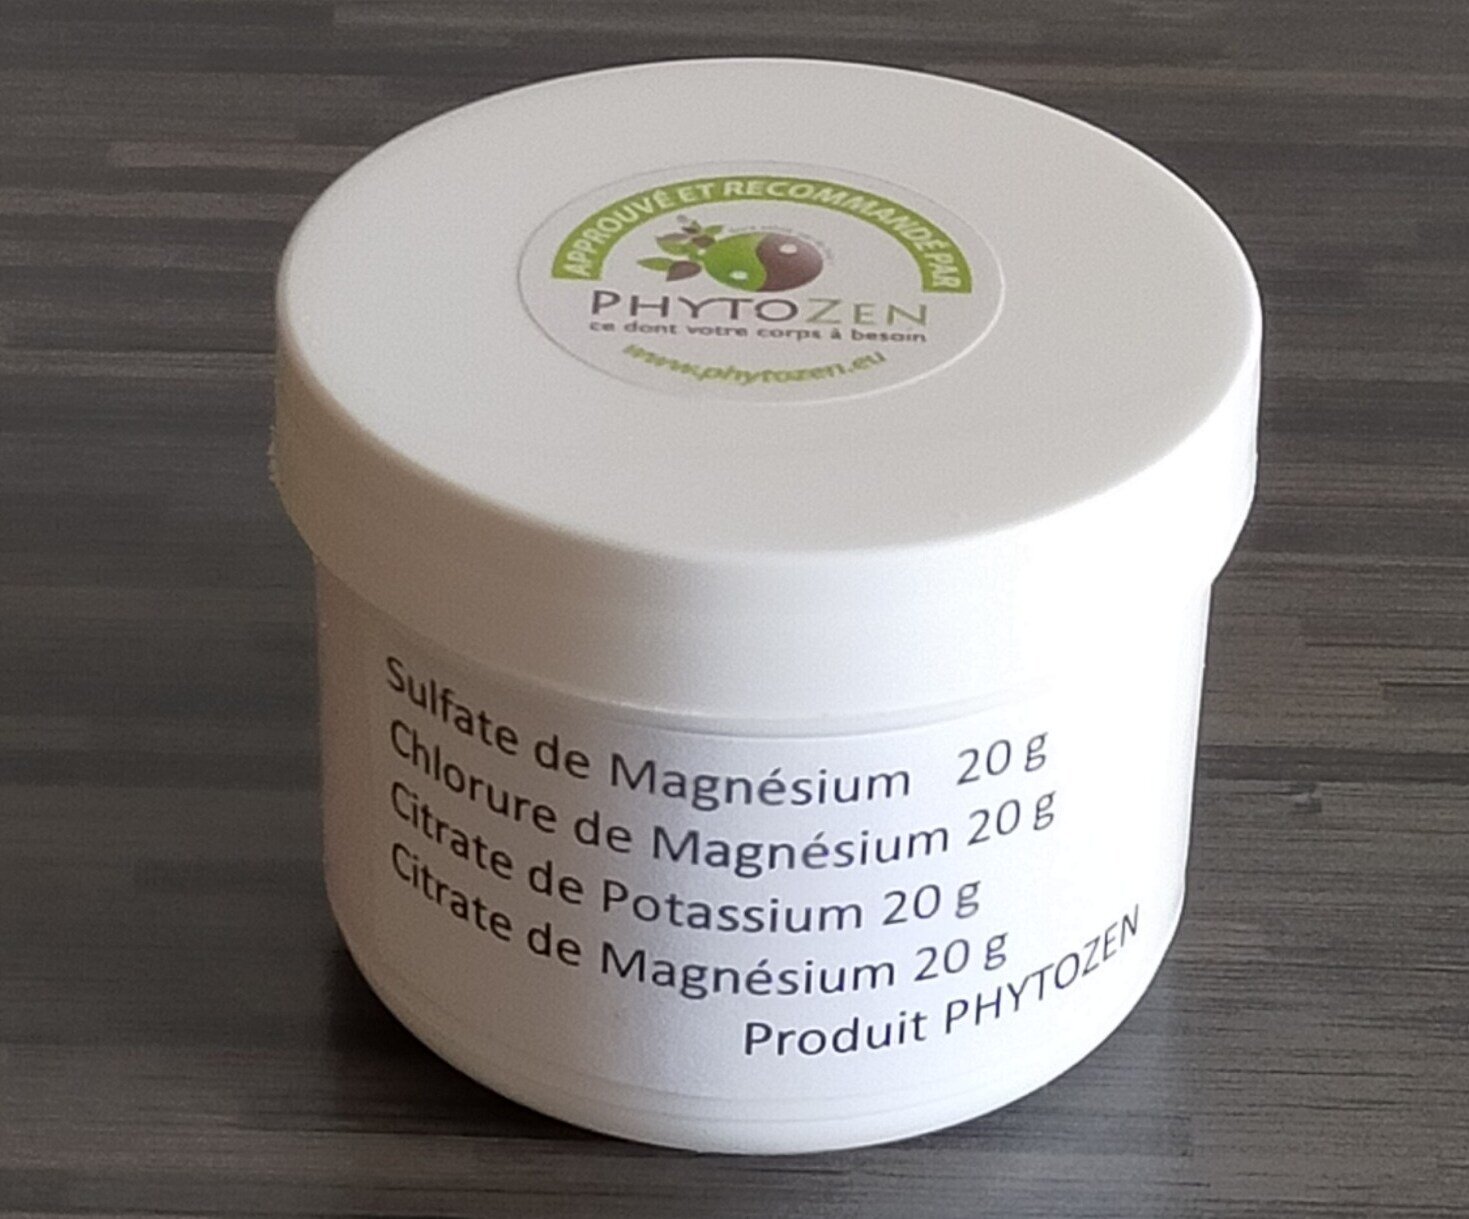 APPROUVÉ ET RECOMMANDÉ PAR
PHYTOZEN
ce dont votre corps à besoin
www.phytozen.eu
Sulfate de Magnésium 20 g
Chlorure de Magnésium 20 g
Citrate de Potassium 20 g
Citrate de Magnésium 20 g
Produit PHYTOZEN